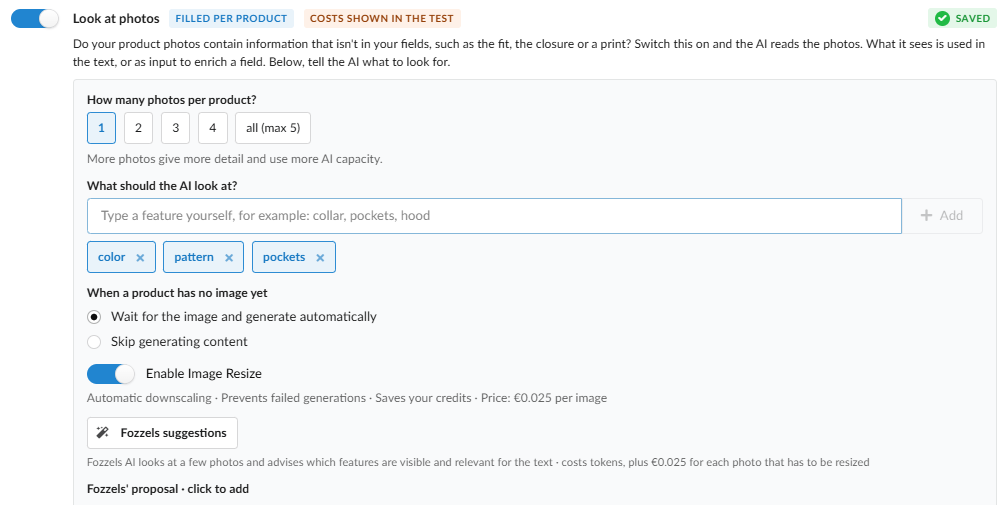 Look at photos FILLED PER PRODUCT COSTS SHOWN IN THE TEST SAVED
Do your product photos contain information that isn't in your fields, such as the fit, the closure or a print? Switch this on and the AI reads the photos. What it sees is used in
the text, or as input to enrich a field. Below, tell the AI what to look for.
How many photos per product?
1 2 3 4 all (max 5)
More photos give more detail and use more AI capacity.
What should the AI look at?
Type a feature yourself, for example: collar, pockets, hood + Add
color × pattern × pockets ×
When a product has no image yet
Wait for the image and generate automatically
Skip generating content
Enable Image Resize
Automatic downscaling · Prevents failed generations · Saves your credits · Price: €0.025 per image
Fozzels suggestions
Fozzels AI looks at a few photos and advises which features are visible and relevant for the text · costs tokens, plus €0.025 for each photo that has to be resized
Fozzels' proposal · click to add